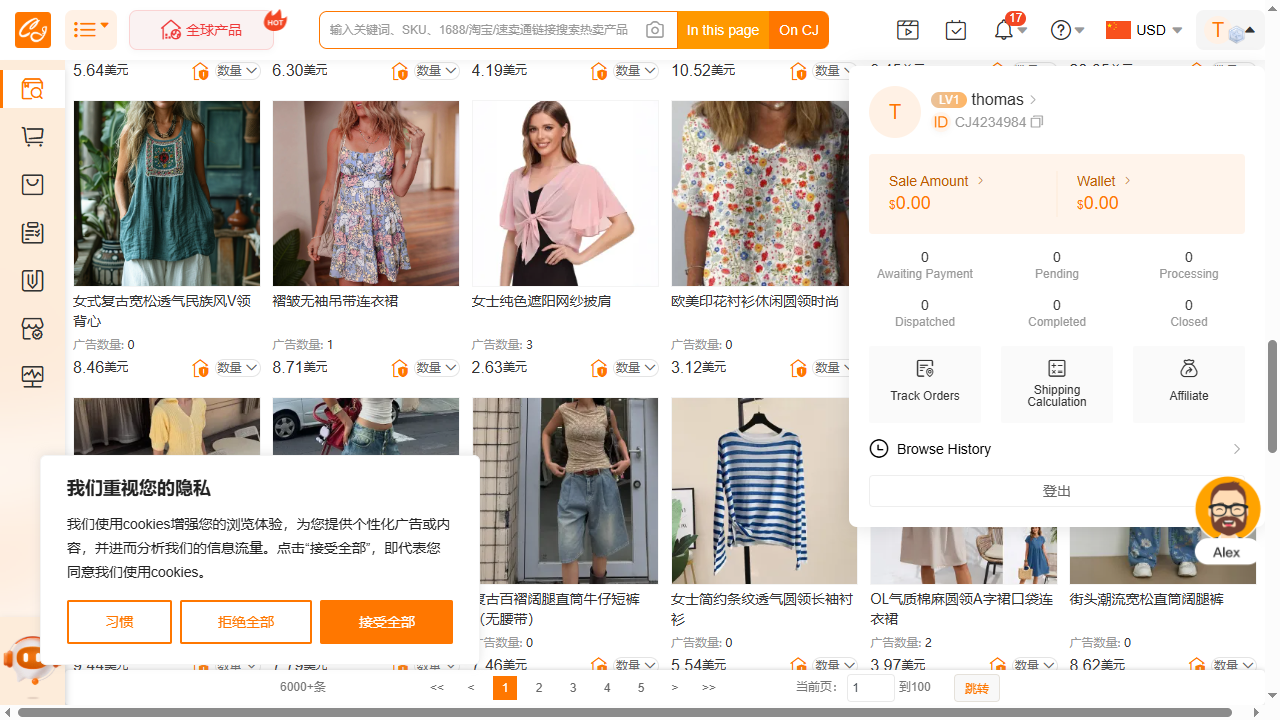 全球产品
HOT
输入关键词、SKU、1688/淘宝/速卖通链接搜索热卖产品
In this page
On CJ
17
USD
T
5.64美元
数量
6.30美元
数量
4.19美元
数量
10.52美元
数量
女式复古宽松透气民族风V领背心
广告数量: 0
8.46美元
数量
褶皱无袖吊带连衣裙
广告数量: 1
8.71美元
数量
女士纯色遮阳网纱披肩
广告数量: 3
2.63美元
数量
欧美印花衬衫休闲圆领时尚
广告数量: 0
3.12美元
数量
T
LV1 thomas
ID CJ4234984
Sale Amount
$0.00
Wallet
$0.00
0
Awaiting Payment
0
Pending
0
Processing
0
Dispatched
0
Completed
0
Closed
Track Orders
Shipping
Calculation
Affiliate
Browse History
登出
Alex
我们重视您的隐私
我们使用cookies增强您的浏览体验，为您提供个性化广告或内
容，并进而分析我们的信息流量。点击“接受全部”，即代表您
同意我们使用cookies。
习惯
拒绝全部
接受全部
复古百褶阔腿直筒牛仔短裤
（无腰带）
广告数量: 0
7.46美元
数量
女士简约条纹透气圆领长袖衬
衫
广告数量: 0
5.54美元
数量
OL气质棉麻圆领A字裙口袋连
衣裙
广告数量: 2
3.97美元
数量
街头潮流宽松直筒阔腿裤
广告数量: 0
8.62美元
数量
6000+条
<< < 1 2 3 4 5 > >>
当前页: 1 到100 跳转